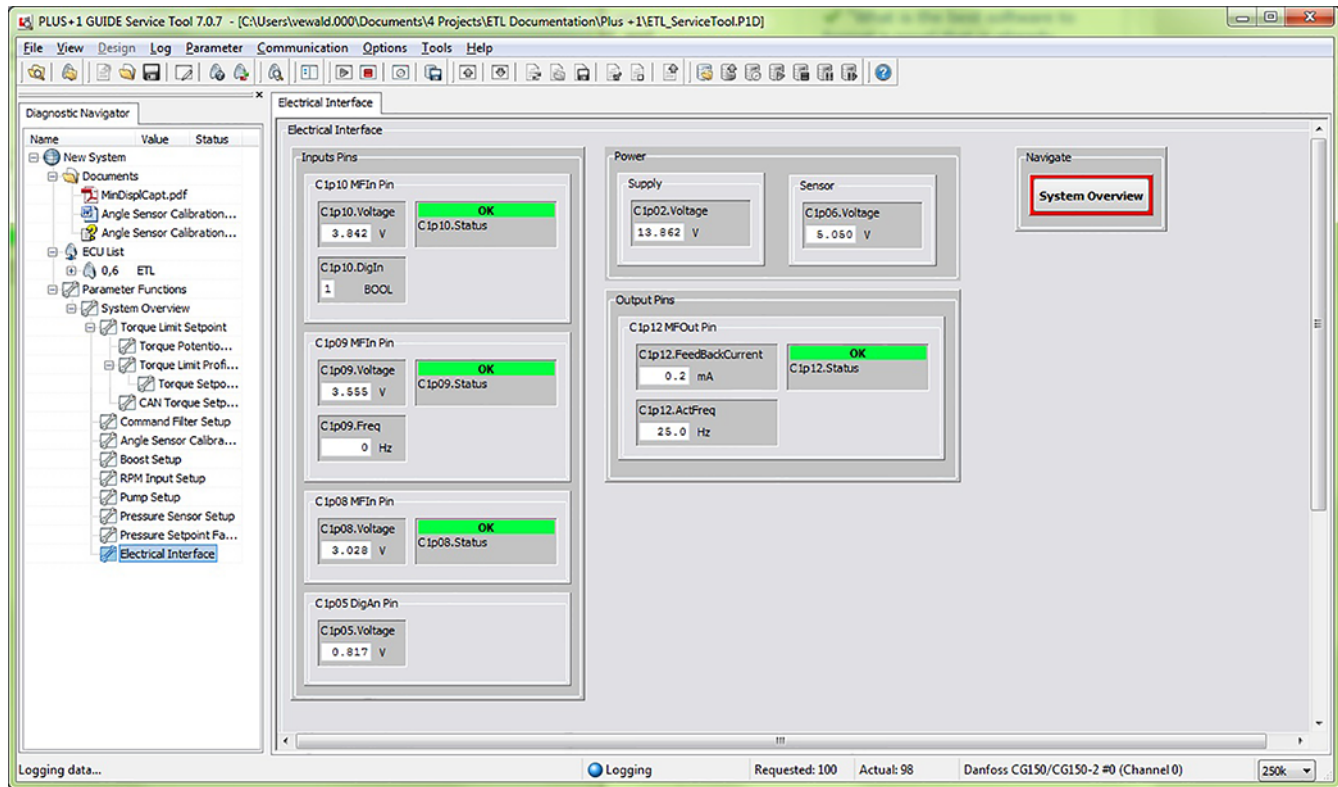 PLUS+1 GUIDE Service Tool 7.0.7 - [C:\Users\vewald.000\Documents\4 Projects\ETL Documentation\Plus +1\ETL_ServiceTool.P1D]
File View Design Log Parameter Communication Options Tools Help
Diagnostic Navigator
Name Value Status
New System
Documents
MinDisplCapt.pdf
Angle Sensor Calibration...
Angle Sensor Calibration...
ECU List
0,6 ETL
Parameter Functions
System Overview
Torque Limit Setpoint
Torque Potentio...
Torque Limit Profi...
Torque Setpo...
CAN Torque Setp...
Command Filter Setup
Angle Sensor Calibra...
Boost Setup
RPM Input Setup
Pump Setup
Pressure Sensor Setup
Pressure Setpoint Fa...
Electrical Interface
Electrical Interface
Electrical Interface
Inputs Pins
C1p10 MFIn Pin
C1p10.Voltage
3.842 V
OK
C1p10.Status
C1p10.DigIn
1 BOOL
C1p09 MFIn Pin
C1p09.Voltage
3.555 V
OK
C1p09.Status
C1p09.Freq
0 Hz
C1p08 MFIn Pin
C1p08.Voltage
3.028 V
OK
C1p08.Status
C1p05 DigAn Pin
C1p05.Voltage
0.817 V
Power
Supply
C1p02.Voltage
13.862 V
Sensor
C1p06.Voltage
5.050 V
Output Pins
C1p12 MFOut Pin
C1p12.FeedBackCurrent
0.2 mA
OK
C1p12.Status
C1p12.ActFreq
25.0 Hz
Navigate
System Overview
Logging data...
Logging
Requested: 100
Actual: 98
Danfoss CG150/CG150-2 #0 (Channel 0)
250k